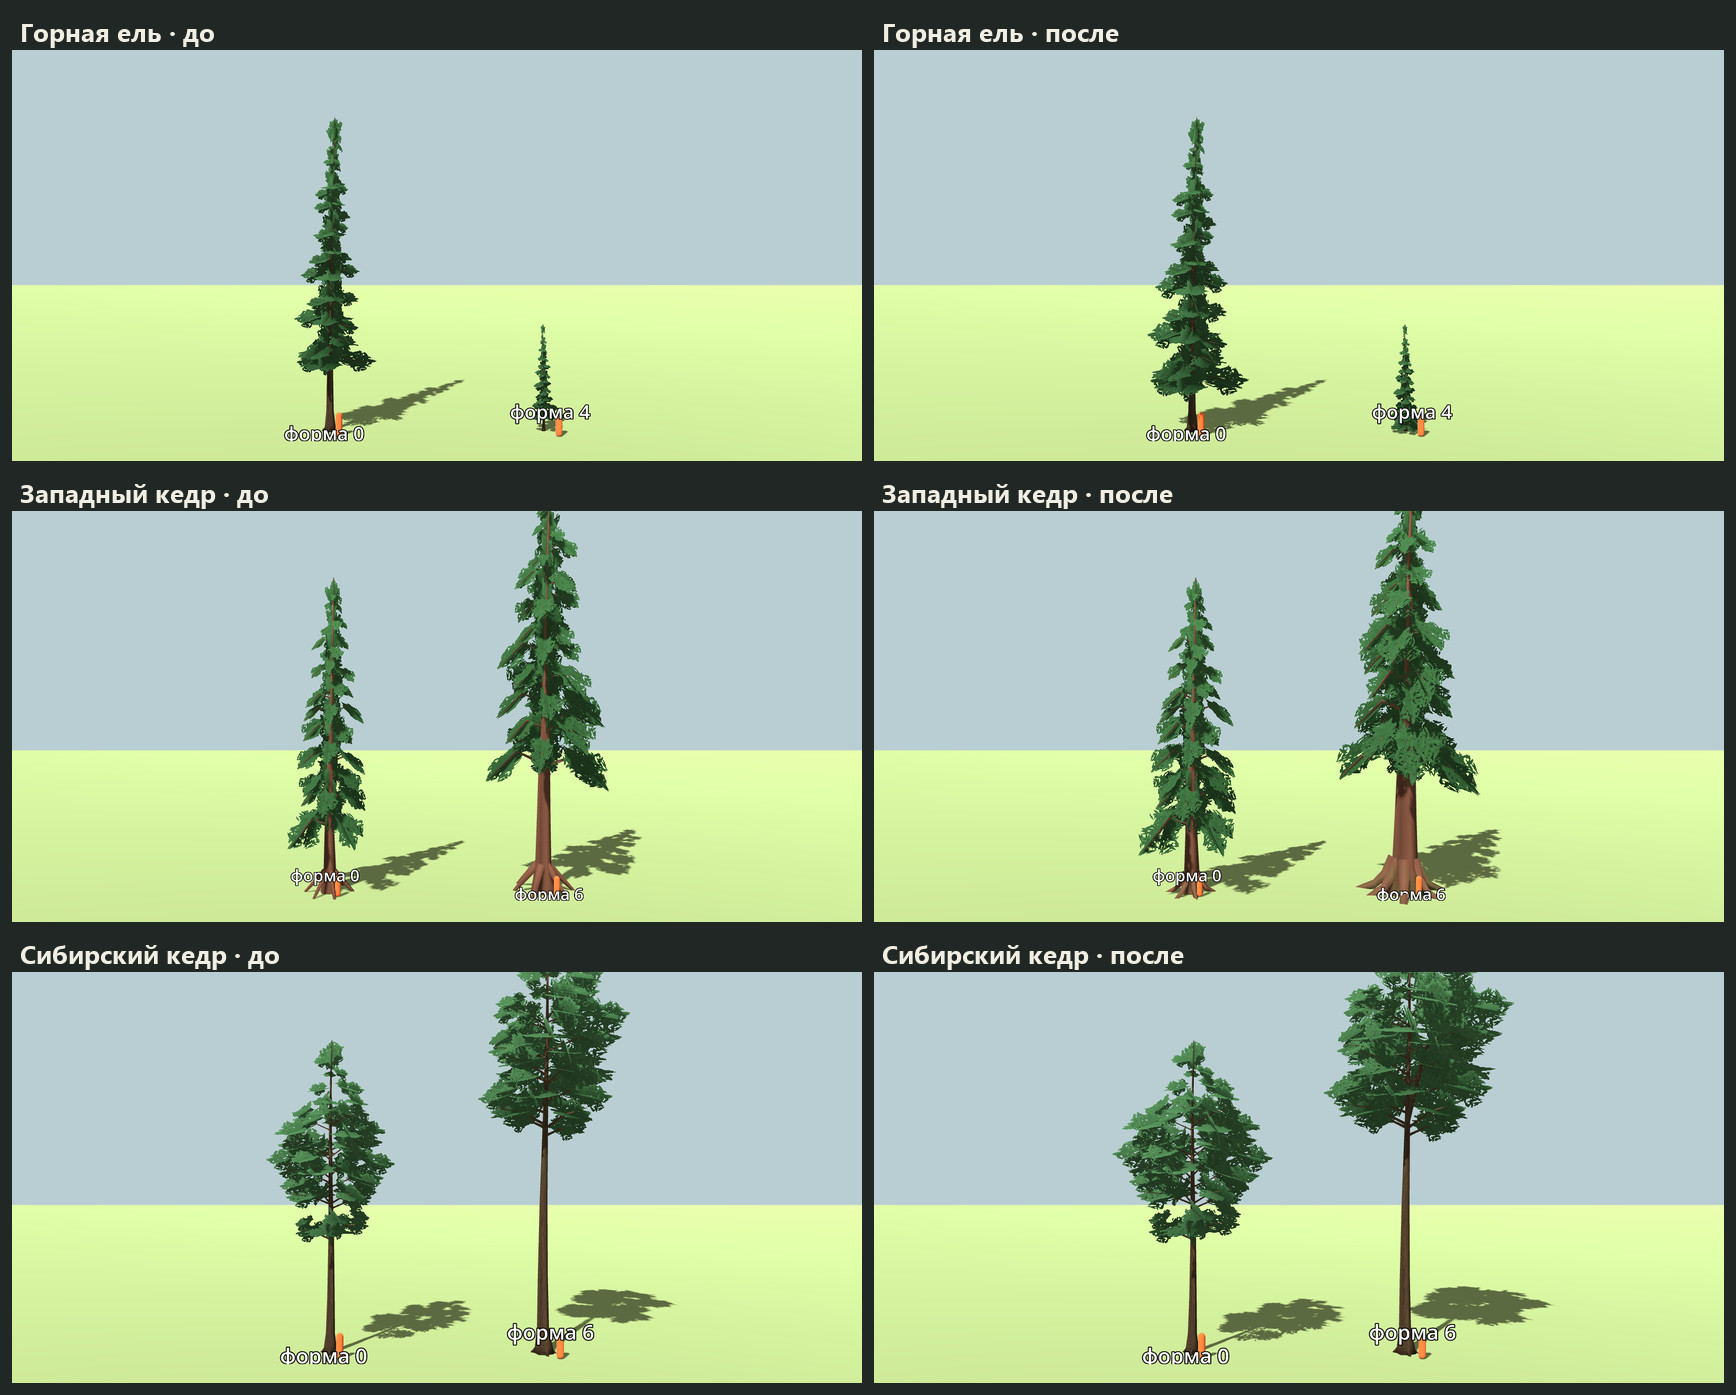 Горная ель · до
Горная ель · после
форма 0
форма 4
форма 0
форма 4
Западный кедр · до
Западный кедр · после
форма 0
форма 6
форма 0
форма 6
Сибирский кедр · до
Сибирский кедр · после
форма 0
форма 6
форма 0
форма 6